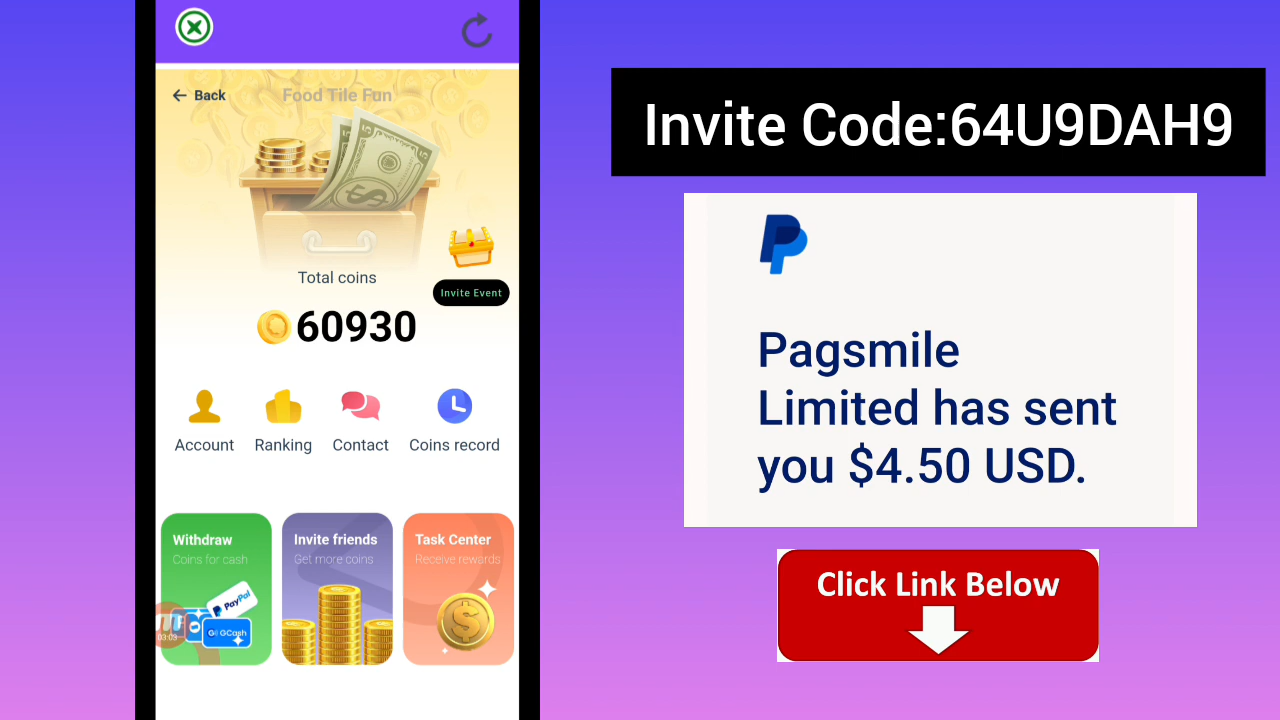 Back
Food Tile Fun
Total coins
Invite Event
60930
Account
Ranking
Contact
Coins record
Withdraw
Coins for cash
PayPal
GCash
03:03
Invite friends
Get more coins
Task Center
Receive rewards
Invite Code:64U9DAH9
Pagsmile
Limited has sent
you $4.50 USD.
Click Link Below